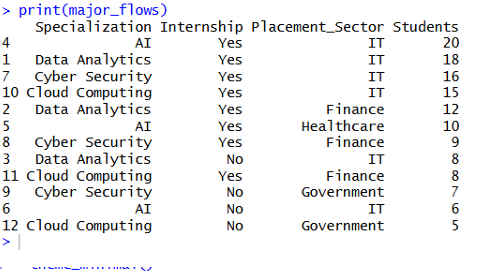 > print(major_flows)
Specialization Internship Placement_Sector Students
4 AI Yes IT 20
1 Data Analytics Yes IT 18
7 Cyber Security Yes IT 16
10 Cloud Computing Yes IT 15
2 Data Analytics Yes Finance 12
5 AI Yes Healthcare 10
8 Cyber Security Yes Finance 9
3 Data Analytics No IT 8
11 Cloud Computing Yes Finance 8
9 Cyber Security No Government 7
6 AI No IT 6
12 Cloud Computing No Government 5
>
theme_minimal()